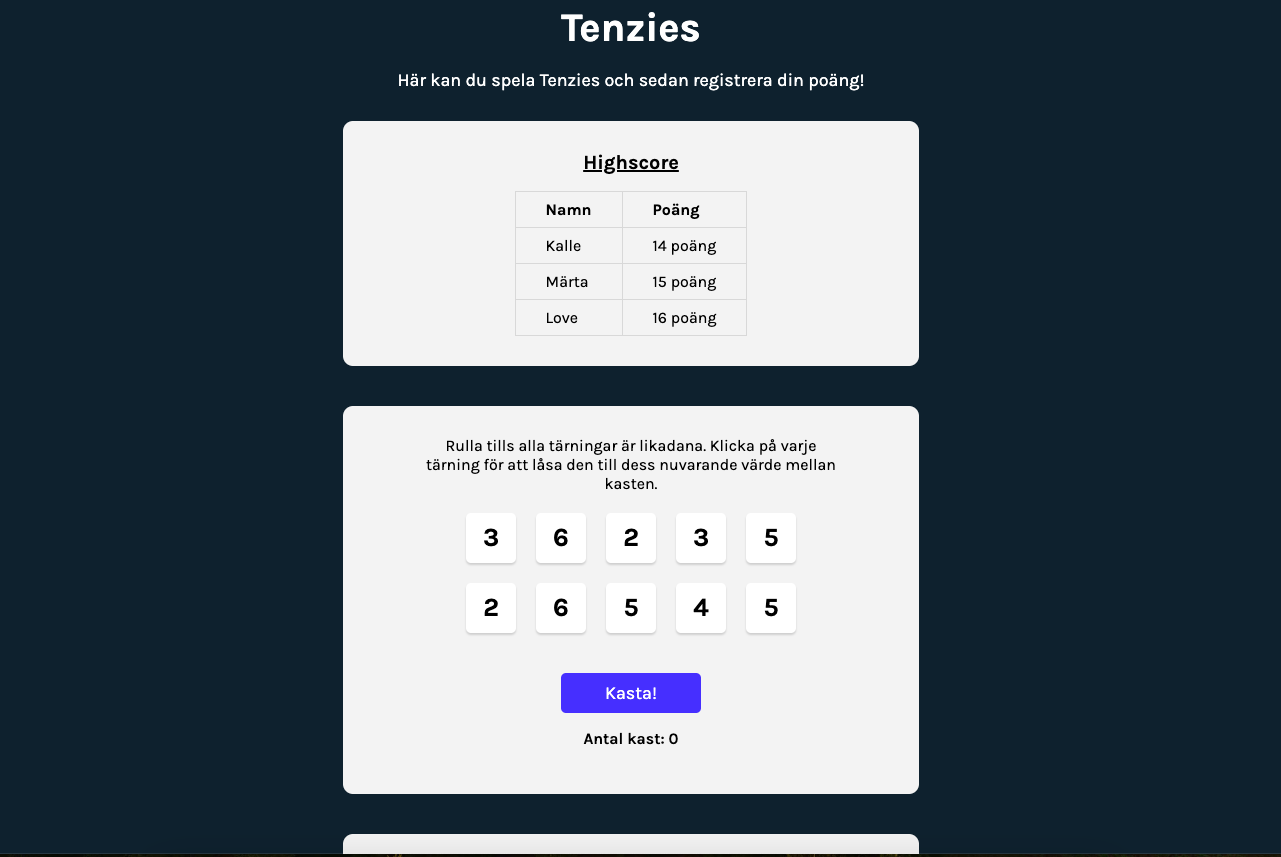 Tenzies
Här kan du spela Tenzies och sedan registrera din poäng!
Highscore
Namn Poäng
Kalle 14 poäng
Märta 15 poäng
Love 16 poäng
Rulla tills alla tärningar är likadana. Klicka på varje
tärning för att låsa den till dess nuvarande värde mellan
kasten.
3 6 2 3 5
2 6 5 4 5
Kasta!
Antal kast: 0